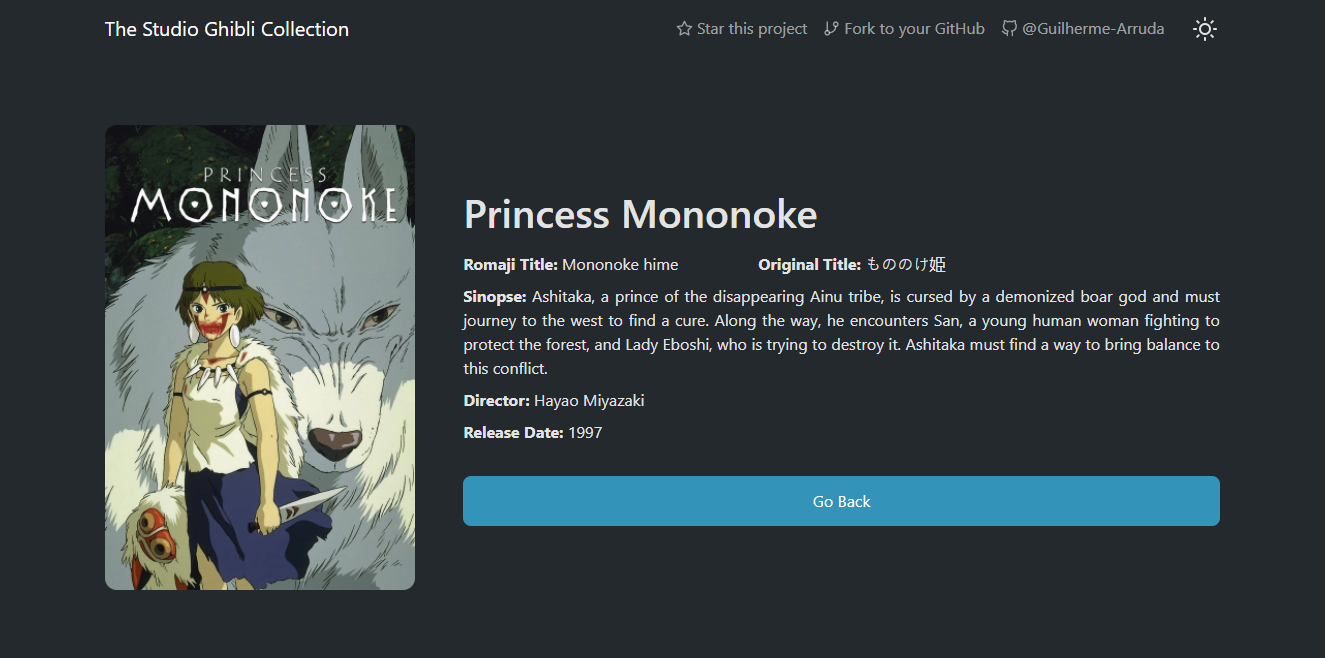 The Studio Ghibli Collection
Star this project
Fork to your GitHub
@Guilherme-Arruda
PRINCESS
MONONOKE
Princess Mononoke
Romaji Title: Mononoke hime
Original Title: もののけ姫
Sinopse: Ashitaka, a prince of the disappearing Ainu tribe, is cursed by a demonized boar god and must
journey to the west to find a cure. Along the way, he encounters San, a young human woman fighting to
protect the forest, and Lady Eboshi, who is trying to destroy it. Ashitaka must find a way to bring balance to
this conflict.
Director: Hayao Miyazaki
Release Date: 1997
Go Back